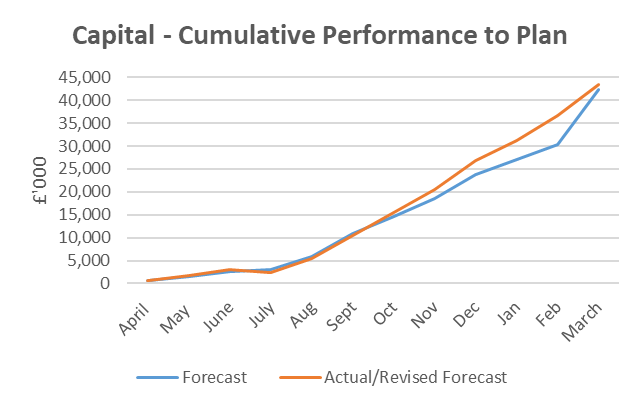 Capital - Cumulative Performance to Plan
£'000
45,000
40,000
35,000
30,000
25,000
20,000
15,000
10,000
5,000
0
April
May
June
July
Aug
Sept
Oct
Nov
Dec
Jan
Feb
March
Forecast
Actual/Revised Forecast